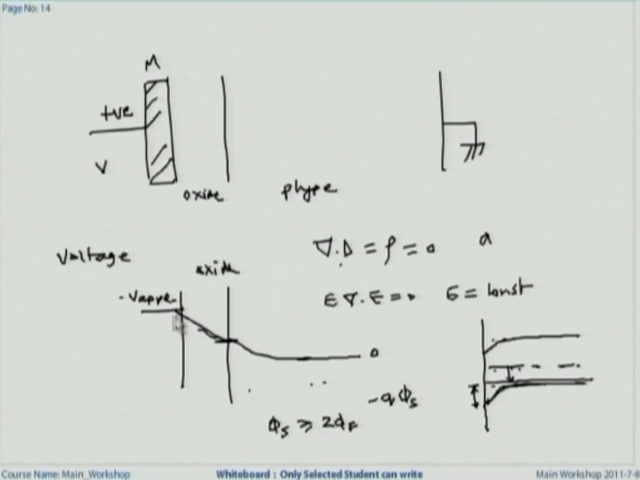 Page No: 14
M
+ve
V
oxide
ptype
∇.D = ρ = 0
Voltage
oxide
ε∇.E = 0 E = const
Vappe
0
-qφs
φs ≥ 2φF
Course Name: Main_Workshop
Whiteboard : Only Selected Student can write
Main Workshop 2011-7-8